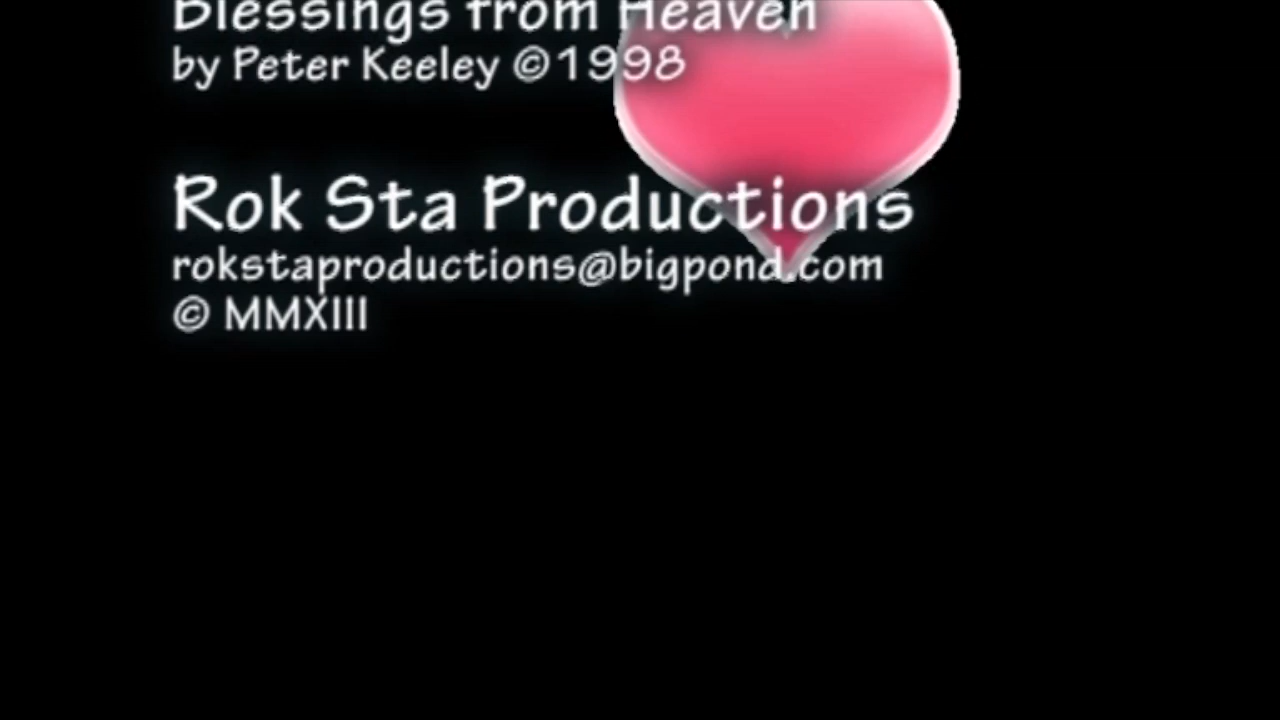 Blessings from Heaven
by Peter Keeley ©1998
Rok Sta Productions
rokstaproductions@bigpond.com
© MMXIII